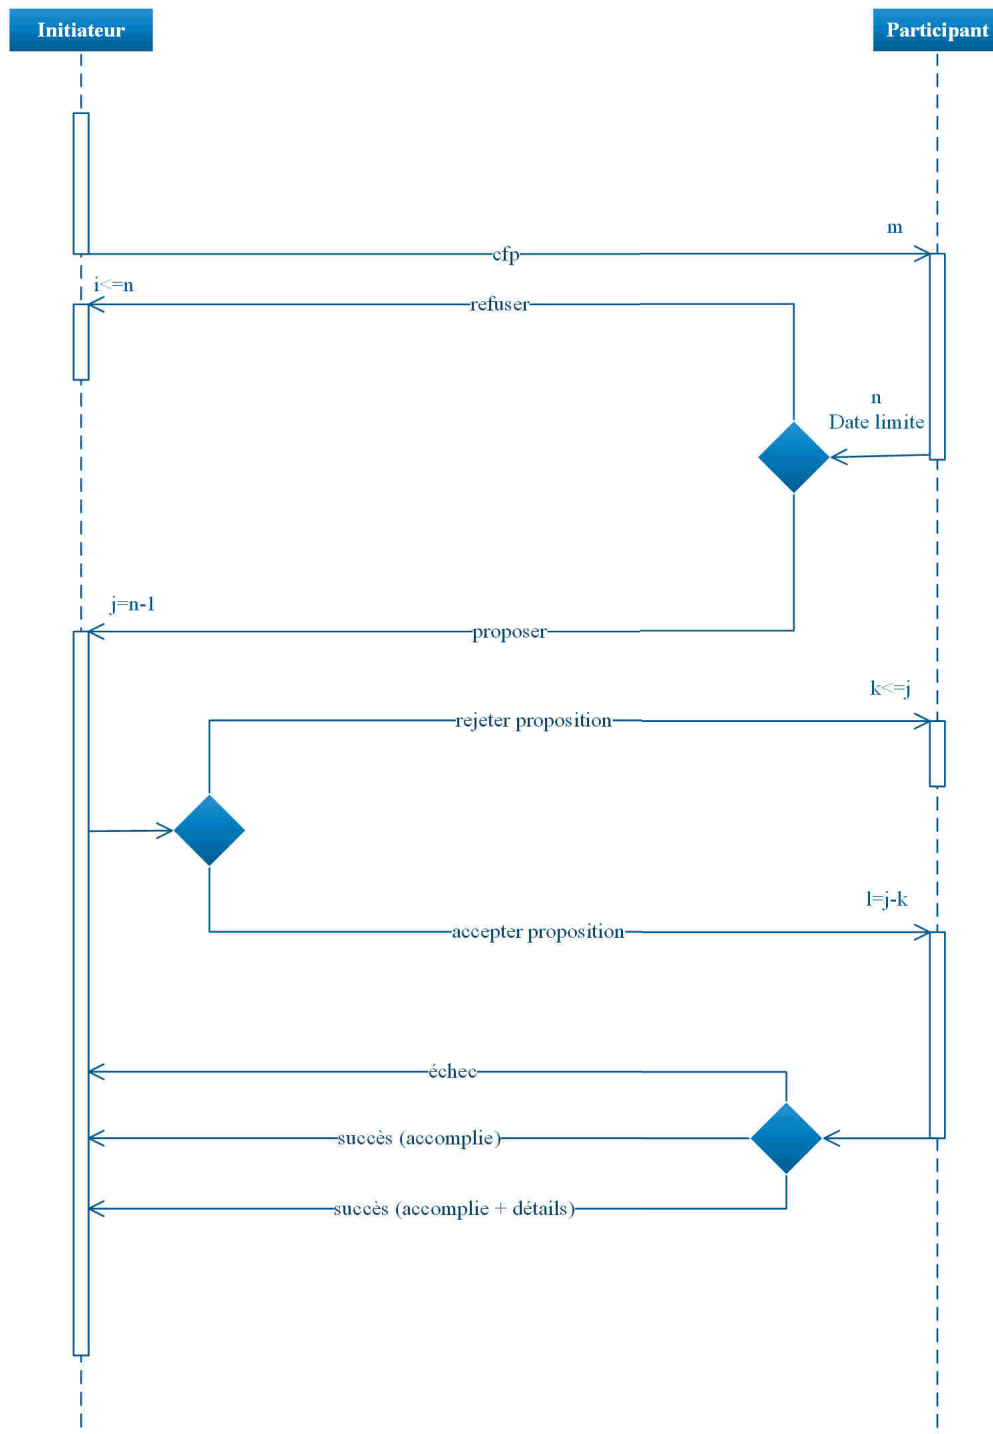 Initiateur
Participant
m
cfp
i<=n
refuser
n
Date limite
j=n-1
proposer
k<=j
rejeter proposition
l=j-k
accepter proposition
échec
succès (accomplie)
succès (accomplie + détails)